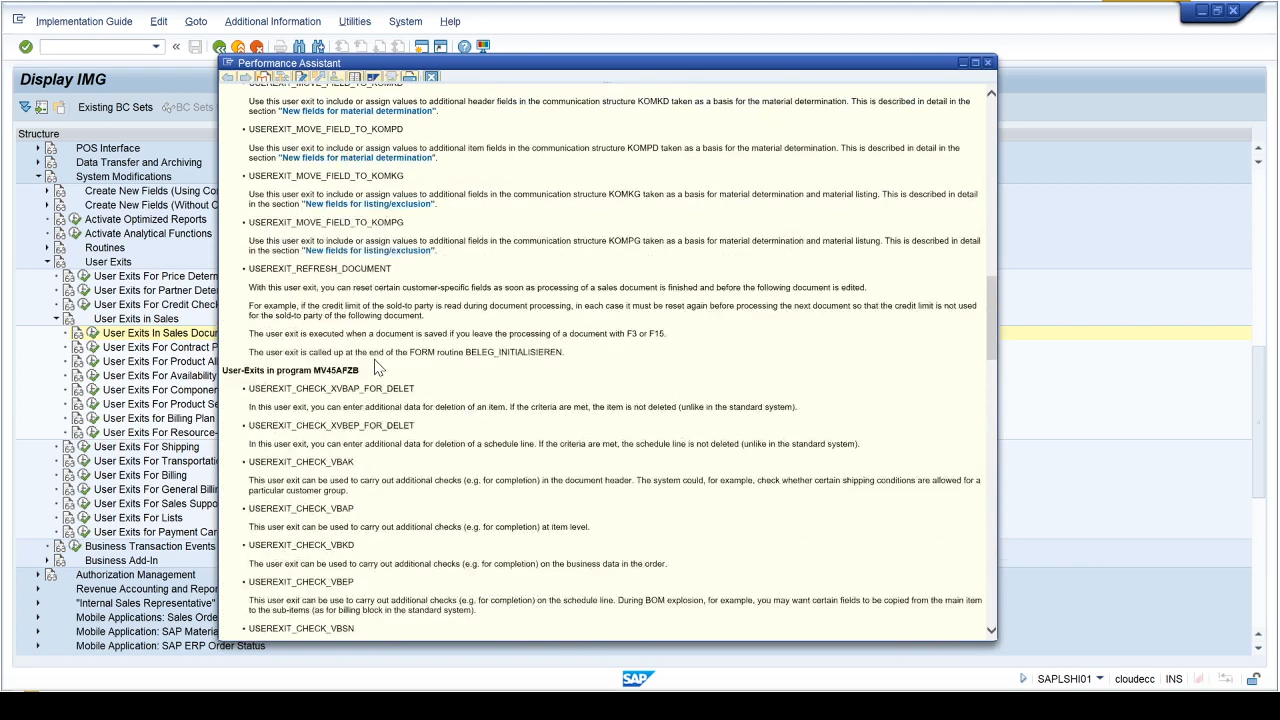 Implementation Guide Edit Goto Additional Information Utilities System Help
Performance Assistant
Display IMG
Existing BC Sets BC Sets
Structure
POS Interface
Data Transfer and Archiving
System Modifications
Create New Fields (Using Co
Create New Fields (Without C
Activate Optimized Reports
Activate Analytical Functions
Routines
User Exits
User Exits For Price Detern
User Exits for Partner Dete
User Exits For Credit Check
User Exits in Sales
User Exits In Sales Docur
User Exits For Contract P
User Exits For Product Al
User Exits For Availability
User Exits For Componen
User Exits For Product Se
User Exits for Billing Plan
User Exits For Resource-
User Exits For Shipping
User Exits For Transportati
User Exits For Billing
User Exits For General Billin
User Exits For Sales Suppo
User Exits For Lists
User Exits for Payment Car
Business Transaction Events
Business Add-In
Authorization Management
Revenue Accounting and Repor
"Internal Sales Representative"
Mobile Applications: Sales Order
Mobile Applications: SAP Materia
Mobile Applications: SAP ERP Order Status
USEREXIT_MOVE_FIELD_TO_KOMKD
Use this user exit to include or assign values to additional header fields in the communication structure KOMKD taken as a basis for the material determination. This is described in detail in the
section "New fields for material determination".
• USEREXIT_MOVE_FIELD_TO_KOMPD
Use this user exit to include or assign values to additional item fields in the communication structure KOMPD taken as a basis for the material determination. This is described in detail in the
section "New fields for material determination".
• USEREXIT_MOVE_FIELD_TO_KOMKG
Use this user exit to include or assign values to additional fields in the communication structure KOMKG taken as a basis for material determination and material listing. This is described in detail
in the section "New fields for listing/exclusion".
• USEREXIT_MOVE_FIELD_TO_KOMPG
Use this user exit to include or assign values to additional fields in the communication structure KOMPG taken as a basis for material determination and material listung. This is described in detail
in the section "New fields for listing/exclusion".
• USEREXIT_REFRESH_DOCUMENT
With this user exit, you can reset certain customer-specific fields as soon as processing of a sales document is finished and before the following document is edited.
For example, if the credit limit of the sold-to party is read during document processing, in each case it must be reset again before processing the next document so that the credit limit is not used
for the sold-to party of the following document.
The user exit is executed when a document is saved if you leave the processing of a document with F3 or F15.
The user exit is called up at the end of the FORM routine BELEG_INITIALISIEREN.
User-Exits in program MV45AFZB
• USEREXIT_CHECK_XVBAP_FOR_DELET
In this user exit, you can enter additional data for deletion of an item. If the criteria are met, the item is not deleted (unlike in the standard system).
• USEREXIT_CHECK_XVBEP_FOR_DELET
In this user exit, you can enter additional data for deletion of a schedule line. If the criteria are met, the schedule line is not deleted (unlike in the standard system).
• USEREXIT_CHECK_VBAK
This user exit can be used to carry out additional checks (e.g. for completion) in the document header. The system could, for example, check whether certain shipping conditions are allowed for a
particular customer group.
• USEREXIT_CHECK_VBAP
This user exit can be used to carry out additional checks (e.g. for completion) at item level.
• USEREXIT_CHECK_VBKD
The user exit can be used to carry out additional checks (e.g. for completion) on the business data in the order.
• USEREXIT_CHECK_VBEP
This user exit can be use to carry out additional checks (e.g. for completion) on the schedule line. During BOM explosion, for example, you may want certain fields to be copied from the main item
to the sub-items (as for billing block in the standard system).
• USEREXIT_CHECK_VBSN
SAP
SAPLSHI01 cloudecc INS